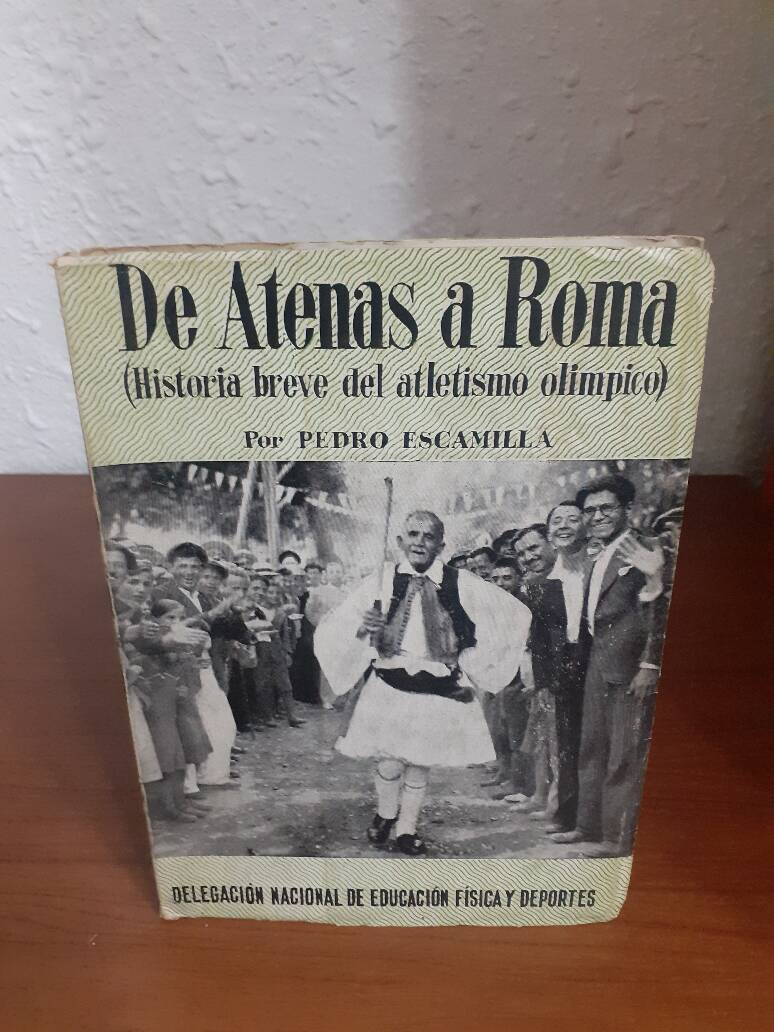 De Atenas a Roma
(Historia breve del atletismo olímpico)
Por PEDRO ESCAMILLA
DELEGACIÓN NACIONAL DE EDUCACIÓN FÍSICA Y DEPORTES